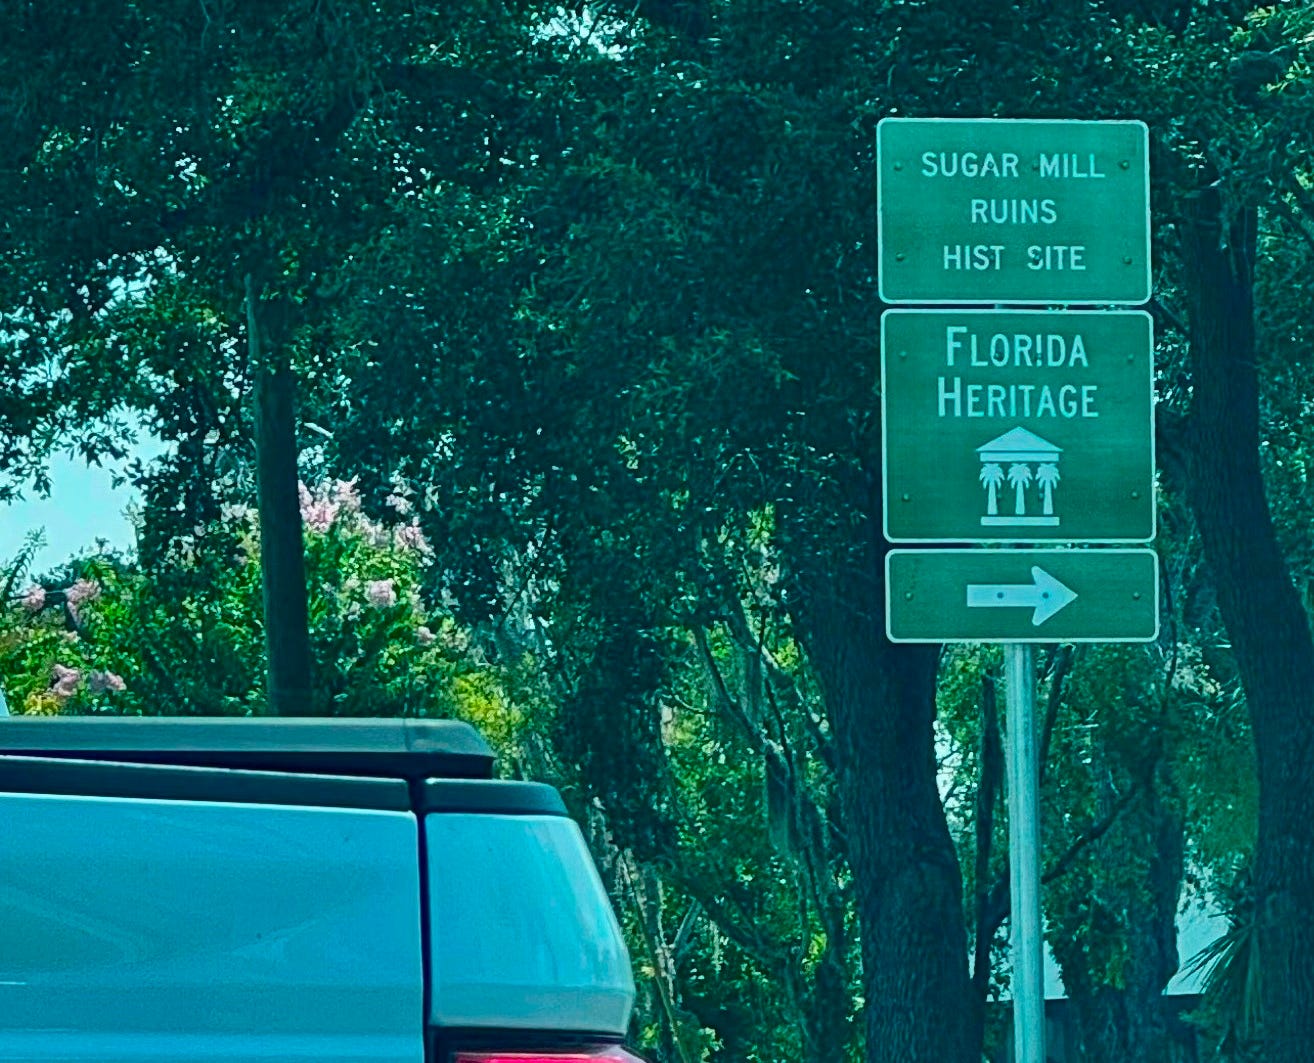 SUGAR MILL
RUINS
HIST SITE
FLORIDA
HERITAGE